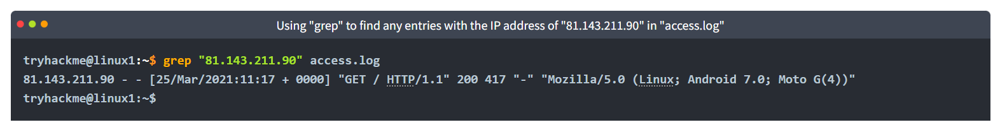 Using "grep" to find any entries with the IP address of "81.143.211.90" in "access.log"
tryhackme@linux1:~$ grep "81.143.211.90" access.log
81.143.211.90 - - [25/Mar/2021:11:17 + 0000] "GET / HTTP/1.1" 200 417 "-" "Mozilla/5.0 (Linux; Android 7.0; Moto G(4))"
tryhackme@linux1:~$